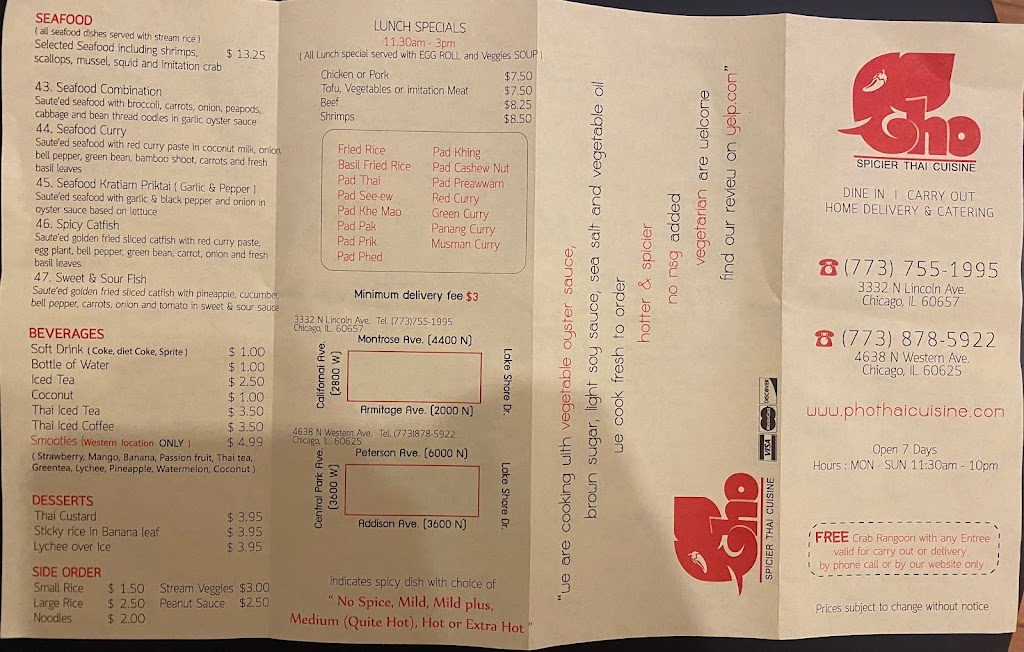 SEAFOOD
( all seafood dishes served with stream rice )
Selected Seafood including shrimps, $ 13.25
scallops, mussel, squid and imitation crab
43. Seafood Combination
Saute'ed seafood with broccoli, carrots, onion, peapods,
cabbage and bean thread oodles in garlic oyster sauce
44. Seafood Curry
Saute'ed seafood with red curry paste in coconut milk, onion,
bell pepper, green bean, bamboo shoot, carrots and fresh
basil leaves
45. Seafood Kratiam Priktai ( Garlic & Pepper )
Saute'ed seafood with garlic & black pepper and onion in
oyster sauce based on lettuce
46. Spicy Catfish
Saute'ed golden fried sliced catfish with red curry paste,
egg plant, bell pepper, green bean, carrot, onion and fresh
basil leaves
47. Sweet & Sour Fish
Saute'ed golden fried sliced catfish with pineapple, cucumber,
bell pepper, carrots, onion and tomato in sweet & sour sauce
BEVERAGES
Soft Drink ( Coke, diet Coke, Sprite ) $ 1.00
Bottle of Water $ 1.00
Iced Tea $ 2.50
Coconut $ 1.00
Thai Iced Tea $ 3.50
Thai Iced Coffee $ 3.50
Smooties (Western location ONLY ) $ 4.99
( Strawberry, Mango, Banana, Passion fruit, Thai tea,
Greentea, Lychee, Pineapple, Watermelon, Coconut )
DESSERTS
Thai Custard $ 3.95
Sticky rice in Banana leaf $ 3.95
Lychee over Ice $ 3.95
SIDE ORDER
Small Rice $ 1.50 Stream Veggies $3.00
Large Rice $ 2.50 Peanut Sauce $2.50
Noodles $ 2.00
LUNCH SPECIALS
11.30am - 3pm
( All Lunch special served with EGG ROLL and Veggies SOUP )
Chicken or Pork $7.50
Tofu, Vegetables or imitation Meat $7.50
Beef $8.25
Shrimps $8.50
Fried Rice
Basil Fried Rice
Pad Thai
Pad See-ew
Pad Khe Mao
Pad Pak
Pad Prik
Pad Phed
Pad Khing
Pad Cashew Nut
Pad Preawwarn
Red Curry
Green Curry
Panang Curry
Musman Curry
Minimum delivery fee $3
3332 N Lincoln Ave. Tel. (773)755-1995
Chicago, IL. 60657
Montrose Ave. (4400 N)
Californai Ave.
(2800 W)
Lake Shore Dr.
Armitage Ave. (2000 N)
4638 N Western Ave. Tel. (773)878-5922
Chicago, IL. 60625
Peterson Ave. (6000 N)
Central Park Ave.
(3600 W)
Lake Shore Dr.
Addison Ave. (3600 N)
Indicates spicy dish with choice of
" No Spice, Mild, Mild plus,
Medium (Quite Hot), Hot or Extra Hot "
"we are cooking with vegetable oyster sauce,
brown sugar, light soy sauce, sea salt and vegetable oil
we cook fresh to order
hotter & spicier
no msg added
vegetarian are welcome
find our review on yelp.con"
VISA
MasterCard
DISCOVER
Pho
SPICIER THAI CUISINE
Pho
SPICIER THAI CUISINE
DINE IN | CARRY OUT
HOME DELIVERY & CATERING
(773) 755-1995
3332 N Lincoln Ave.
Chicago, IL 60657
(773) 878-5922
4638 N Western Ave.
Chicago, IL 60625
www.phothaicuisine.com
Open 7 Days
Hours : MON - SUN 11:30am - 10pm
FREE Crab Rangoon with any Entree
valid for carry out or delivery
by phone call or by our website only
Prices subject to change without notice